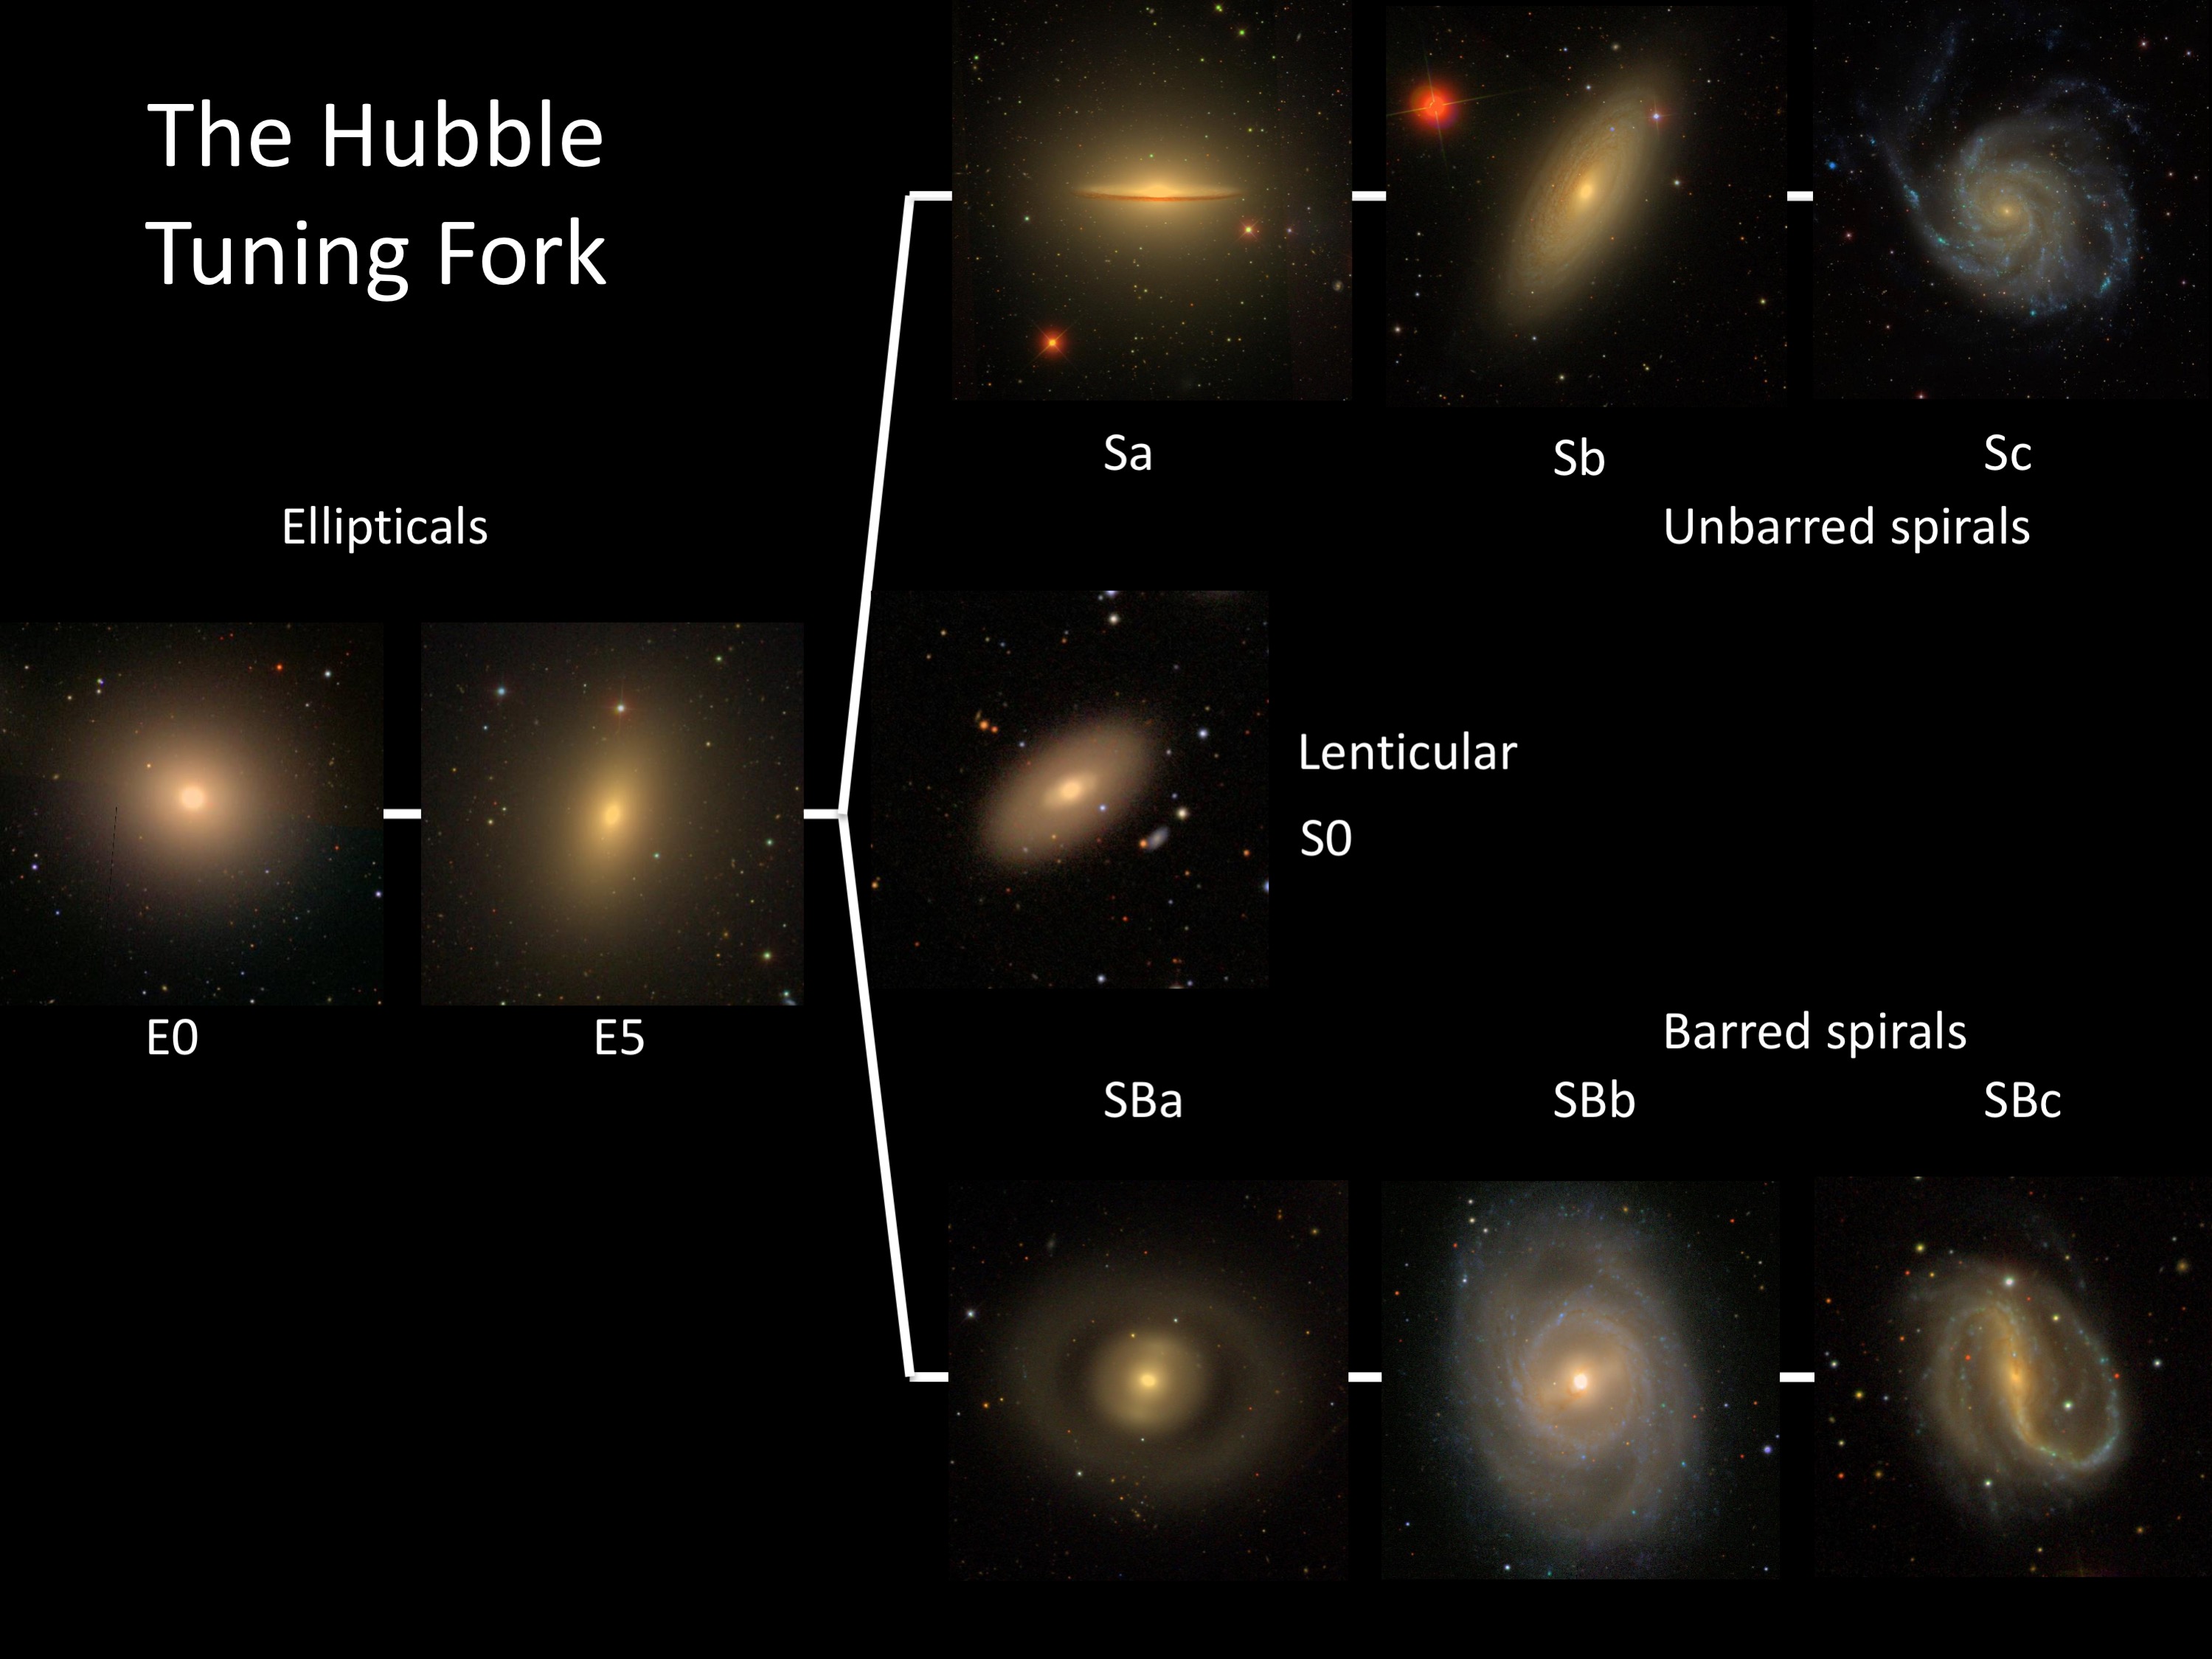 The Hubble
Tuning Fork
Sa
Sb
Sc
Ellipticals
Unbarred spirals
Lenticular
S0
E0
E5
Barred spirals
SBa
SBb
SBc